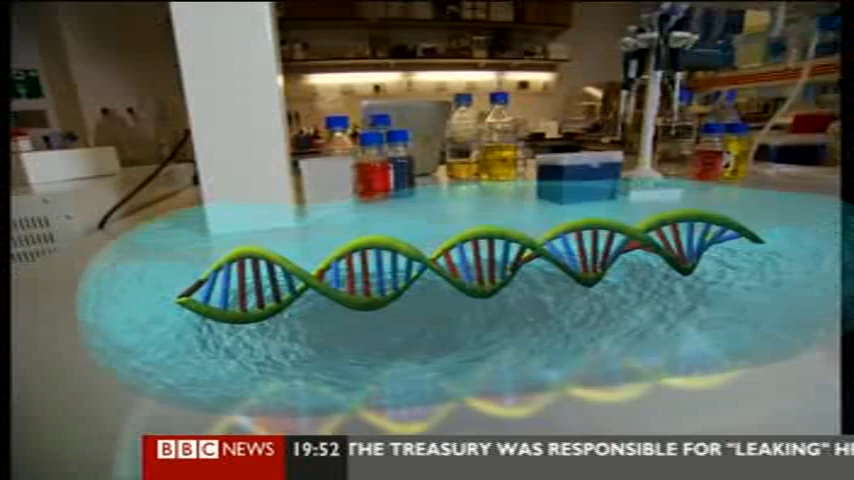 BBC NEWS 19:52 THE TREASURY WAS RESPONSIBLE FOR "LEAKING"